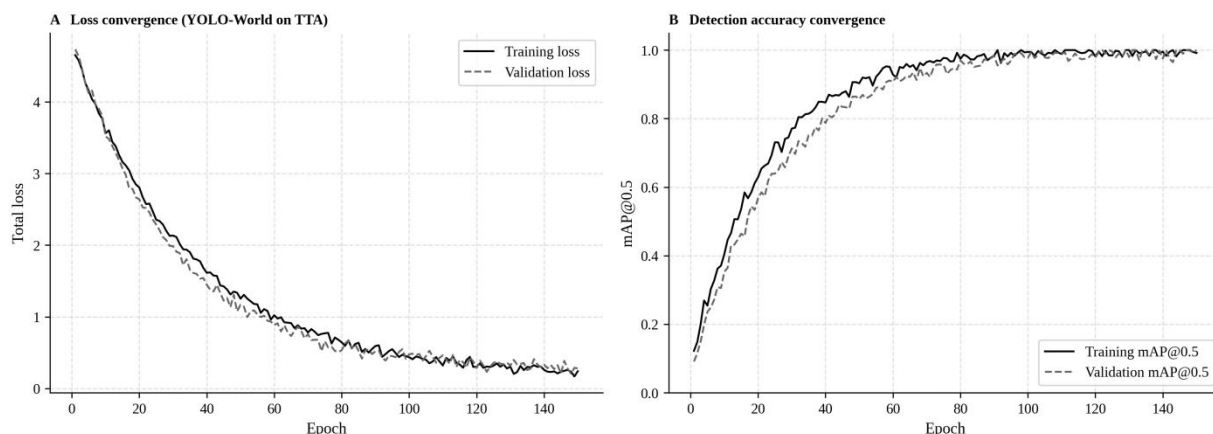 A Loss convergence (YOLO-World on TTA)
Total loss
4
3
2
1
0
0 20 40 60 80 100 120 140
Epoch
Training loss
Validation loss
B Detection accuracy convergence
mAP@0.5
1.0
0.8
0.6
0.4
0.2
0.0
0 20 40 60 80 100 120 140
Epoch
Training mAP@0.5
Validation mAP@0.5